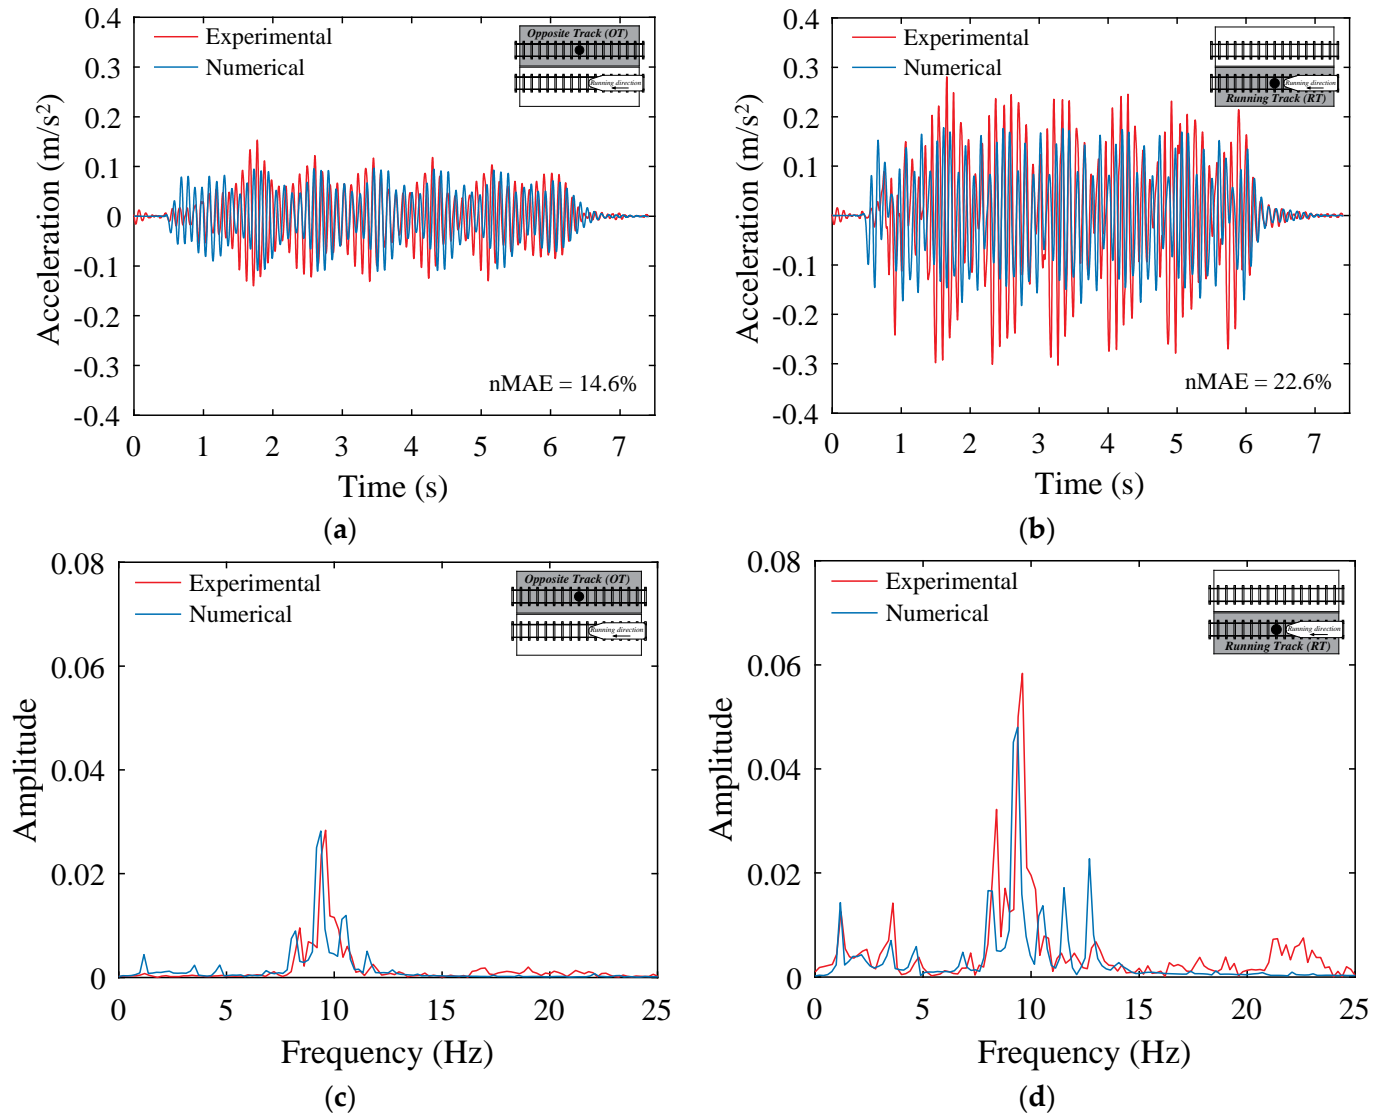 Experimental
Numerical
Opposite Track (OT)
Running direction
0.4
0.3
0.2
0.1
0
-0.1
-0.2
-0.3
-0.4
Acceleration (m/s²)
nMAE = 14.6%
0 1 2 3 4 5 6 7
Time (s)
(a)
Experimental
Numerical
Running direction
Running Track (RT)
0.4
0.3
0.2
0.1
0
-0.1
-0.2
-0.3
-0.4
Acceleration (m/s²)
nMAE = 22.6%
0 1 2 3 4 5 6 7
Time (s)
(b)
Experimental
Numerical
Opposite Track (OT)
Running direction
0.08
0.06
0.04
0.02
0
Amplitude
0 5 10 15 20 25
Frequency (Hz)
(c)
Experimental
Numerical
Running direction
Running Track (RT)
0.08
0.06
0.04
0.02
0
Amplitude
0 5 10 15 20 25
Frequency (Hz)
(d)